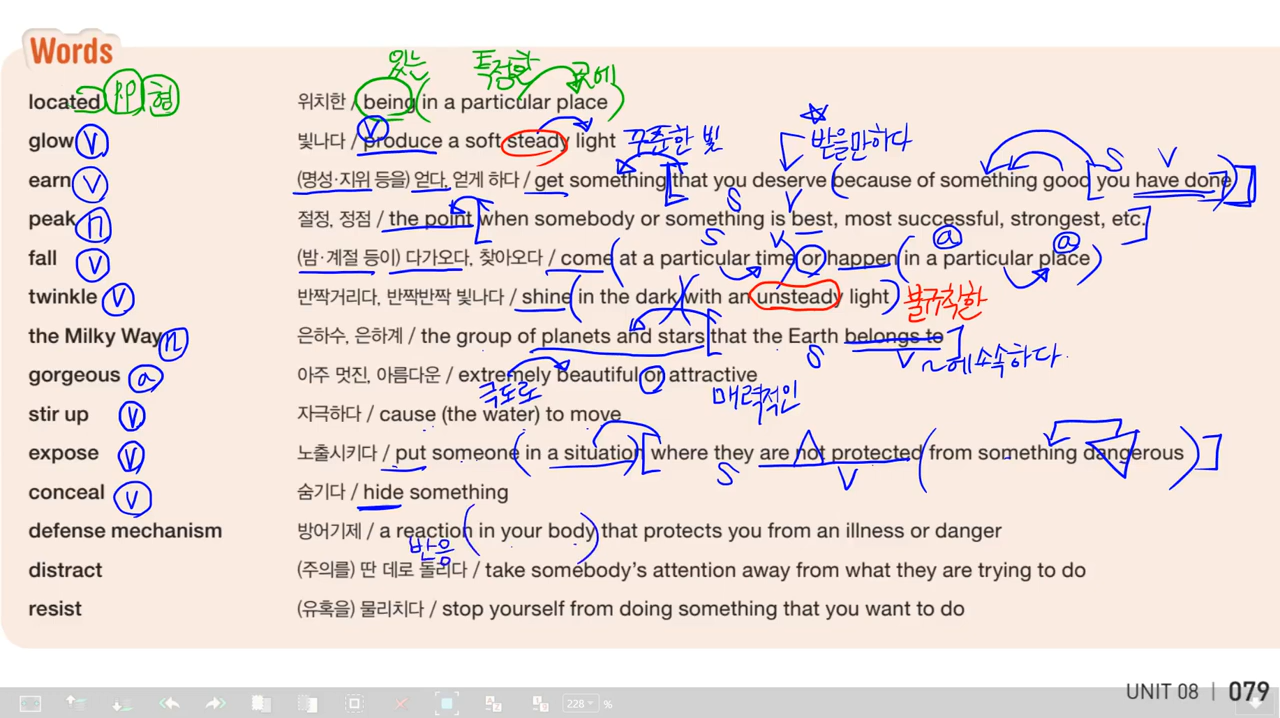 Words
있는 특정한 곳에
located pp 형 위치한 / being in a particular place
glow v 빛나다 / produce a soft steady light 꾸준한 빛 받을만하다
v
earn v (명성·지위 등을) 얻다, 얻게 하다 / get something that you deserve because of something good you have done
S V S V
peak n 절정, 정점 / the point when somebody or something is best, most successful, strongest, etc.
S V a a
fall v (밤·계절 등이) 다가오다, 찾아오다 / come at a particular time or happen in a particular place
twinkle v 반짝거리다, 반짝반짝 빛나다 / shine in the dark with an unsteady light 불규칙한
the Milky Way n 은하수, 은하계 / the group of planets and stars that the Earth belongs to
S V ~에 소속하다
gorgeous a 아주 멋진, 아름다운 / extremely beautiful or attractive
극도로 매력적인
stir up v 자극하다 / cause (the water) to move
expose v 노출시키다 / put someone in a situation where they are not protected from something dangerous
S V
conceal v 숨기다 / hide something
defense mechanism 방어기제 / a reaction in your body that protects you from an illness or danger
반응
distract (주의를) 딴 데로 돌리다 / take somebody's attention away from what they are trying to do
resist (유혹을) 물리치다 / stop yourself from doing something that you want to do
UNIT 08 | 079
228 %